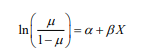 ln(μ/(1−μ)) = α + βX